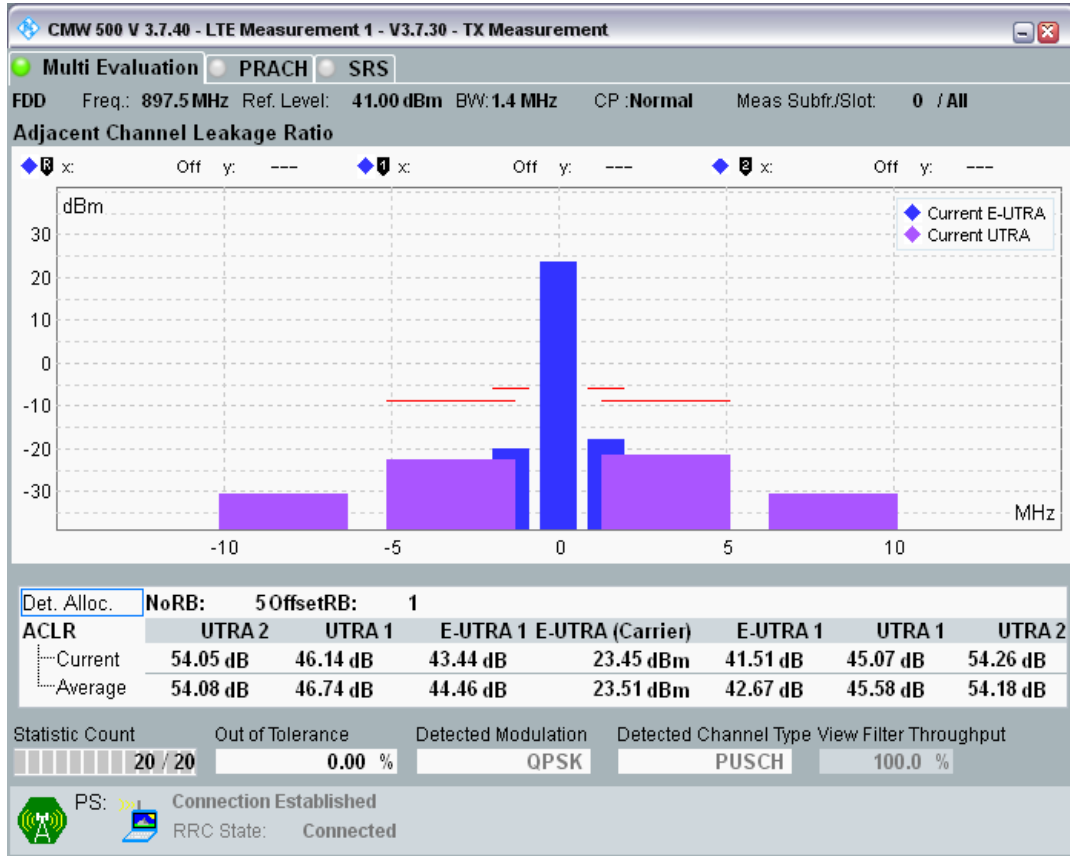 CMW 500 V 3.7.40 - LTE Measurement 1 - V3.7.30 - TX Measurement
Multi Evaluation PRACH SRS
FDD Freq.: 897.5 MHz Ref. Level: 41.00 dBm BW: 1.4 MHz CP :Normal Meas Subfr./Slot: 0 / All
Adjacent Channel Leakage Ratio
R x: Off y: --- 1 x: Off y: --- 2 x: Off y: ---
dBm
Current E-UTRA
Current UTRA
30
20
10
0
-10
-20
-30
MHz
-10 -5 0 5 10
Det. Alloc. NoRB: 5 OffsetRB: 1
ACLR UTRA 2 UTRA 1 E-UTRA 1 E-UTRA (Carrier) E-UTRA 1 UTRA 1 UTRA 2
Current 54.05 dB 46.14 dB 43.44 dB 23.45 dBm 41.51 dB 45.07 dB 54.26 dB
Average 54.08 dB 46.74 dB 44.46 dB 23.51 dBm 42.67 dB 45.58 dB 54.18 dB
Statistic Count Out of Tolerance Detected Modulation Detected Channel Type View Filter Throughput
20 / 20 0.00 % QPSK PUSCH 100.0 %
PS: Connection Established
RRC State: Connected